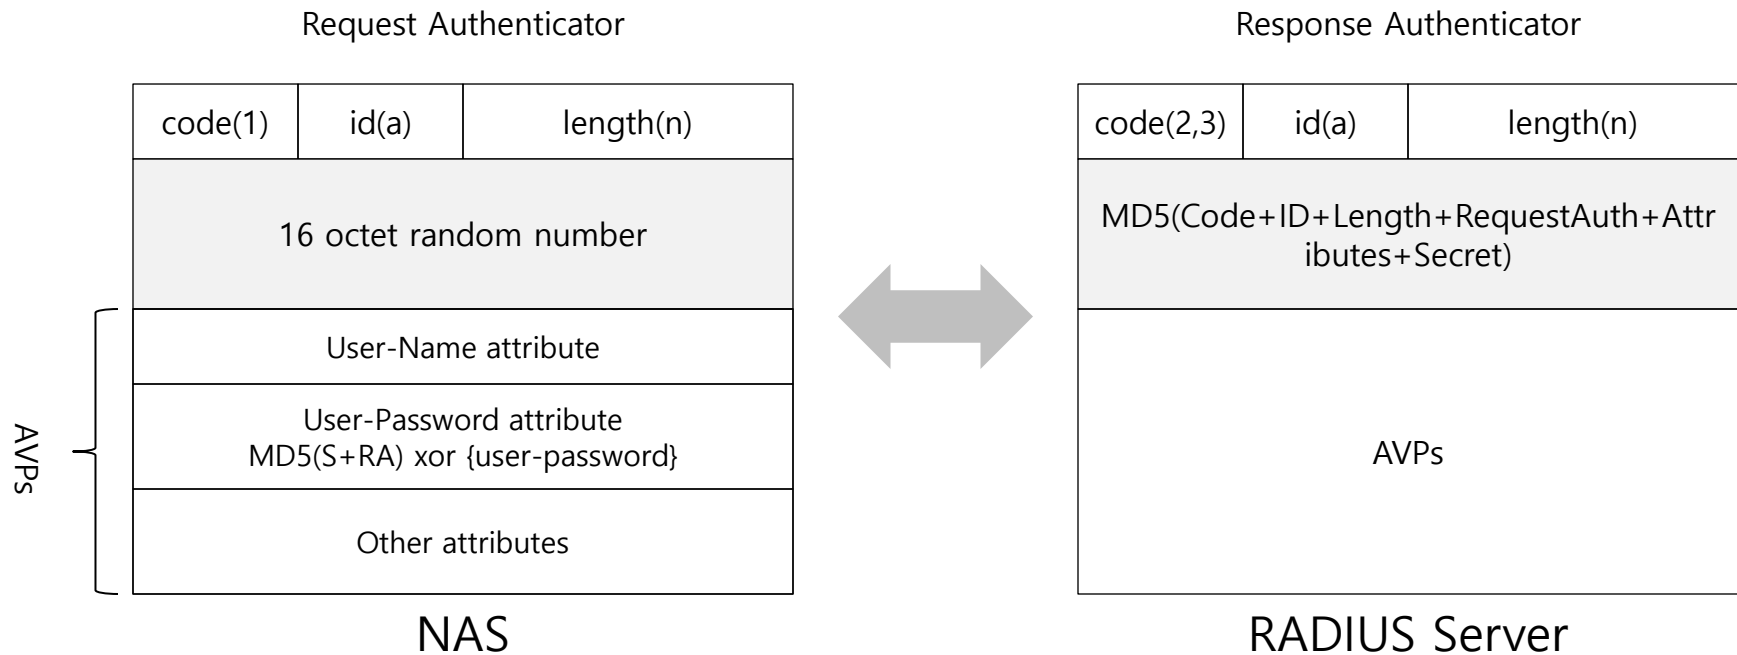 Request Authenticator
Response Authenticator
code(1)
id(a)
length(n)
code(2,3)
id(a)
length(n)
16 octet random number
MD5(Code+ID+Length+RequestAuth+Attr
ibutes+Secret)
User-Name attribute
User-Password attribute
MD5(S+RA) xor {user-password}
Other attributes
AVPs
AVPs
NAS
RADIUS Server